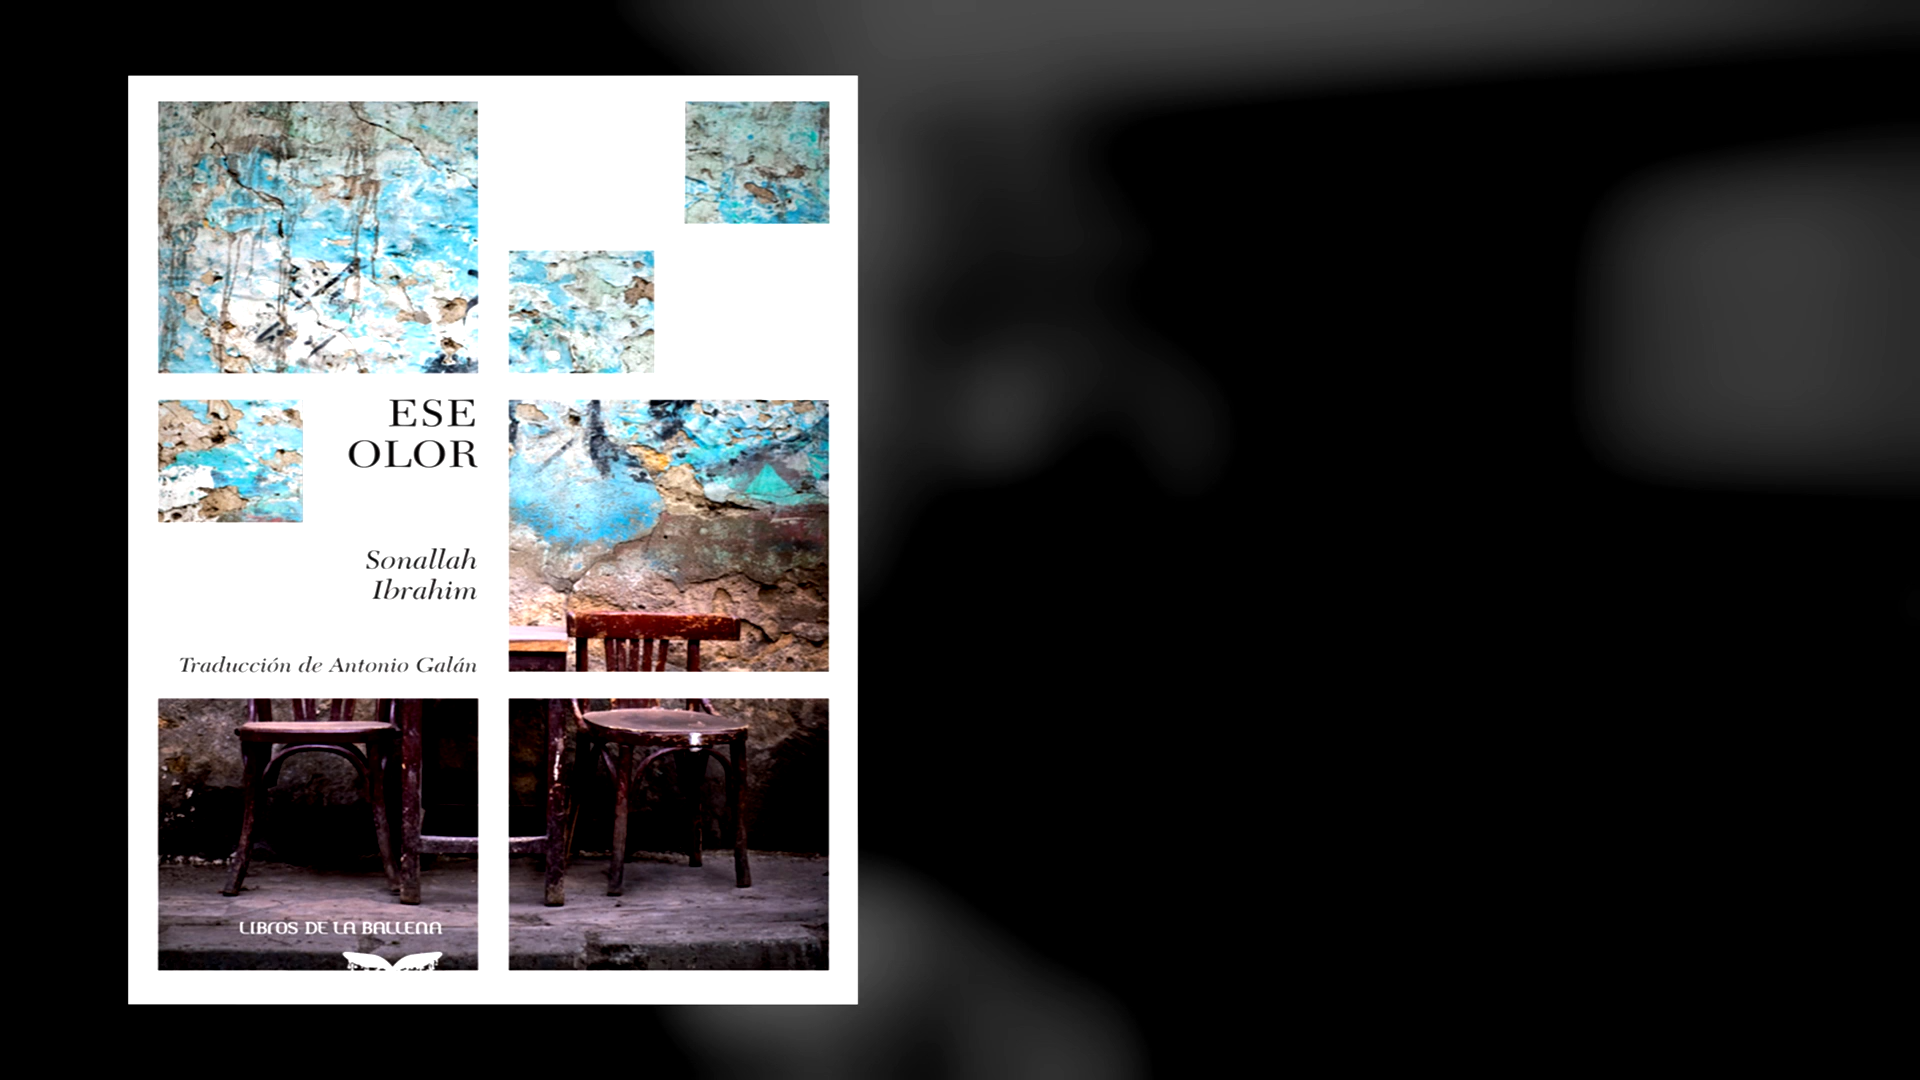 ESE
OLOR
Sonallah
Ibrahim
Traducción de Antonio Galán
LIBROS DE LA BALLENA